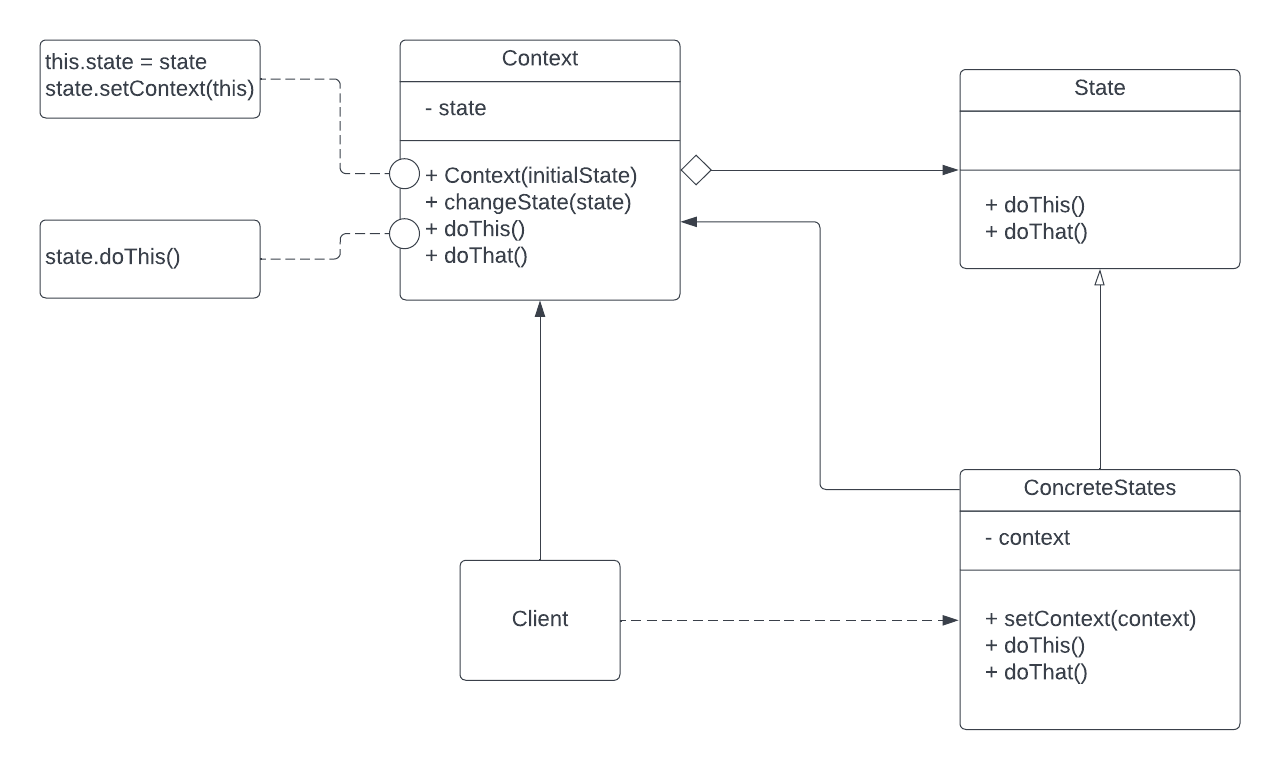 this.state = state
state.setContext(this)
state.doThis()
Context
- state
+ Context(initialState)
+ changeState(state)
+ doThis()
+ doThat()
State
+ doThis()
+ doThat()
Client
ConcreteStates
- context
+ setContext(context)
+ doThis()
+ doThat()